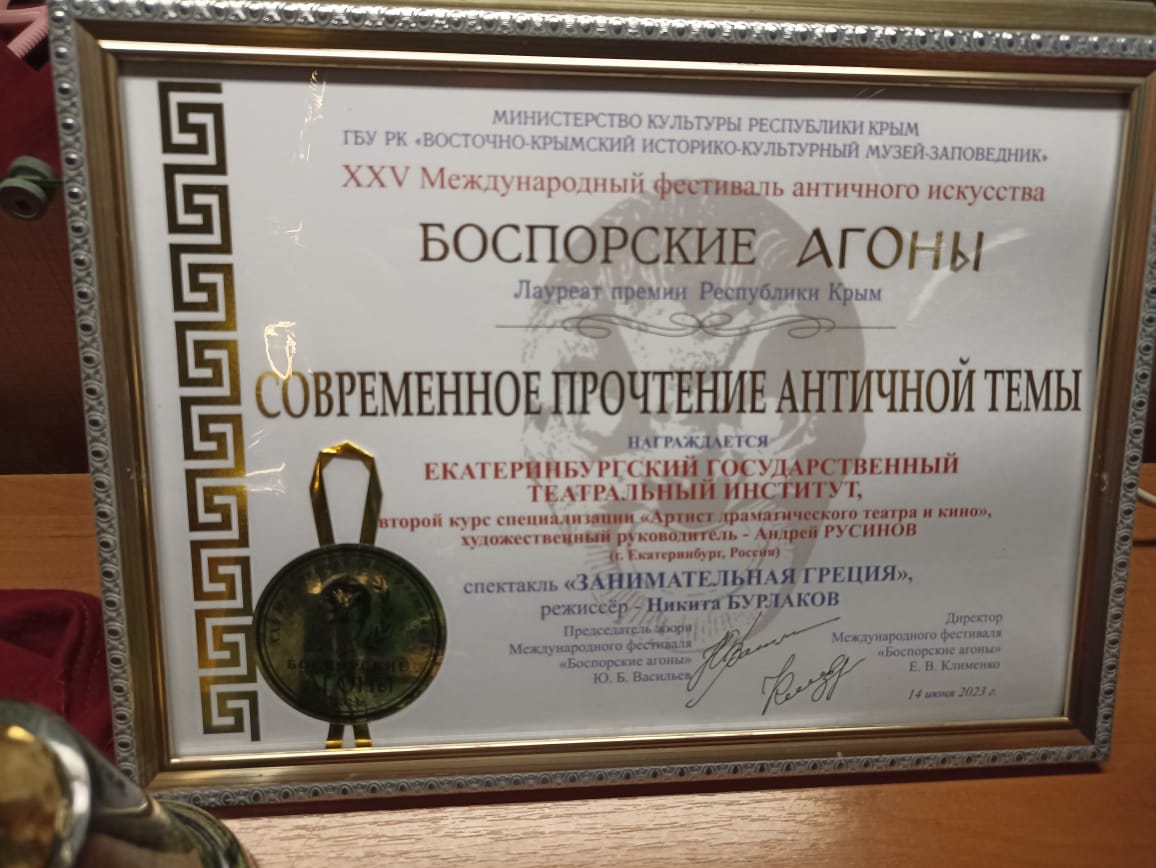 МИНИСТЕРСТВО КУЛЬТУРЫ РЕСПУБЛИКИ КРЫМ
ГБУ РК «ВОСТОЧНО-КРЫМСКИЙ ИСТОРИКО-КУЛЬТУРНЫЙ МУЗЕЙ-ЗАПОВЕДНИК»
XXV Международный фестиваль античного искусства
БОСПОРСКИЕ АГОНЫ
Лауреат премии Республики Крым
СОВРЕМЕННОЕ ПРОЧТЕНИЕ АНТИЧНОЙ ТЕМЫ
НАГРАЖДАЕТСЯ
ЕКАТЕРИНБУРГСКИЙ ГОСУДАРСТВЕННЫЙ
ТЕАТРАЛЬНЫЙ ИНСТИТУТ,
второй курс специализации «Артист драматического театра и кино»,
художественный руководитель - Андрей РУСИНОВ
(г. Екатеринбург, Россия)
спектакль «ЗАНИМАТЕЛЬНАЯ ГРЕЦИЯ»,
режиссёр - Никита БУРЛАКОВ
Председатель жюри
Международного фестиваля
«Боспорские агоны»
Ю. Б. Васильев
Директор
Международного фестиваля
«Боспорские агоны»
Е. В. Клименко
14 июня 2023 г.
БОСПОРСКИЕ
АГОНЫ